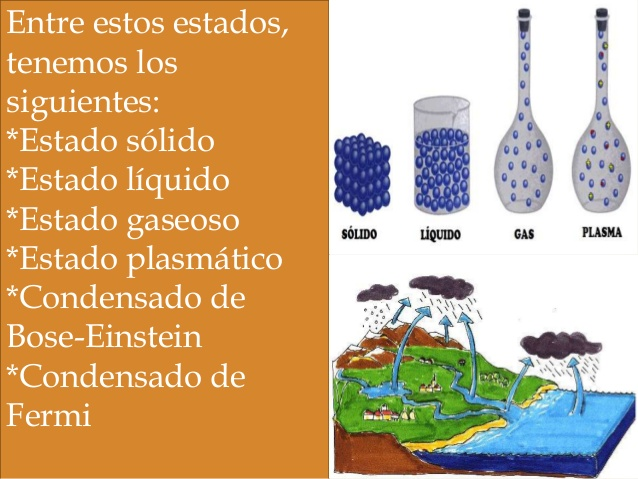 Entre estos estados,
tenemos los
siguientes:
*Estado sólido
*Estado líquido
*Estado gaseoso
*Estado plasmático
*Condensado de
Bose-Einstein
*Condensado de
Fermi
SÓLIDO
LÍQUIDO
GAS
PLASMA